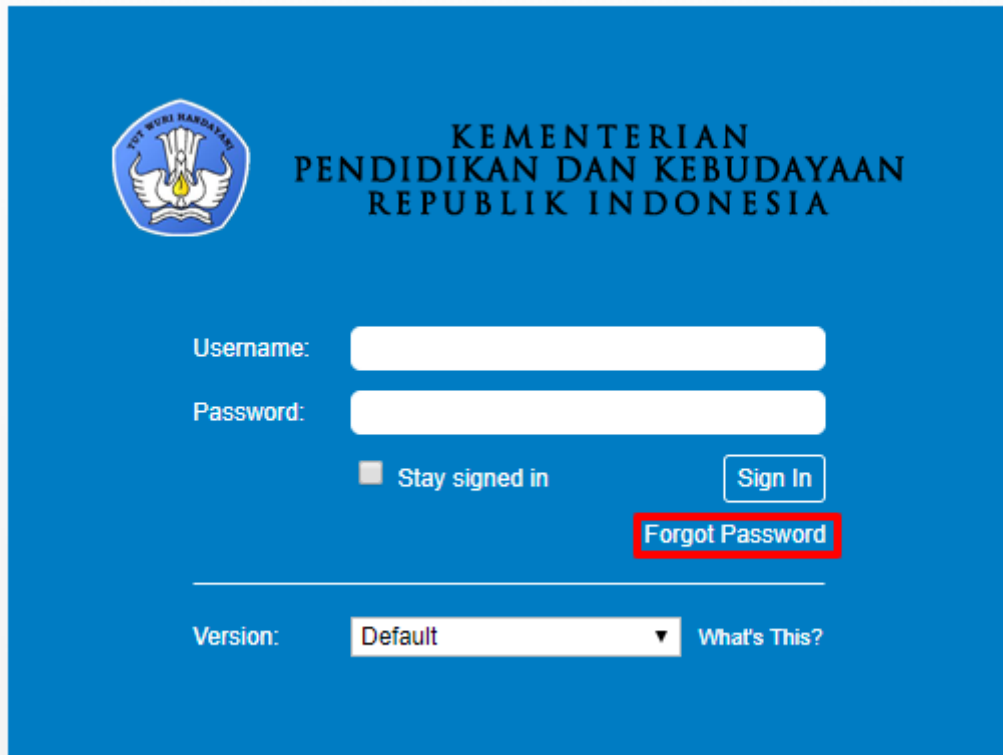 TUT WURI HANDAYANI
KEMENTERIAN
PENDIDIKAN DAN KEBUDAYAAN
REPUBLIK INDONESIA
Username:
Password:
Stay signed in
Sign In
Forgot Password
Version:
Default
What's This?